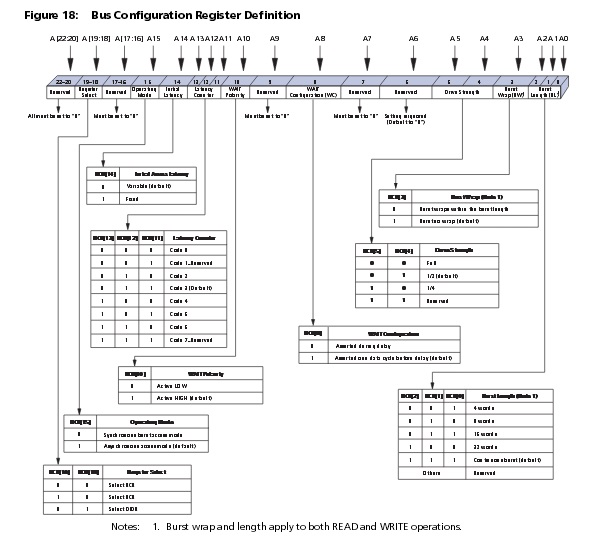 Figure 18: Bus Configuration Register Definition
A[22:20] A[19:18] A[17:16] A15 A14 A13 A12 A11 A10 A9 A8 A7 A6 A5 A4 A3 A2 A1 A0
22–20 19–18 17–16 15 14 13 12 11 10 9 8 7 6 5 4 3 2 1 0
Reserved Register Select Reserved Operating Mode Initial Latency Latency Counter WAIT Polarity Reserved WAIT Configuration (WC) Reserved Reserved Drive Strength Burst Wrap (BW) Burst Length (BL)
All must be set to "0" Must be set to "0" Must be set to "0" Must be set to "0" Setting is ignored
(Default to "0")
BCR[14] Initial Access Latency
0 Variable (default)
1 Fixed
BCR[3] Burst Wrap (Note 1)
0 Burst wraps within the burst length
1 Burst no wrap (default)
BCR[13] BCR[12] BCR[11] Latency Counter
0 0 0 Code 0
0 0 1 Code 1–Reserved
0 1 0 Code 2
0 1 1 Code 3 (Default)
1 0 0 Code 4
1 0 1 Code 5
1 1 0 Code 6
1 1 1 Code 7–Reserved
BCR[5] BCR[4] Drive Strength
0 0 Full
0 1 1/2 (default)
1 0 1/4
1 1 Reserved
BCR[8] WAIT Configuration
0 Asserted during delay
1 Asserted one data cycle before delay (default)
BCR[10] WAIT Polarity
0 Active LOW
1 Active HIGH (default)
BCR[2] BCR[1] BCR[0] Burst Length (Note 1)
0 0 1 4 words
0 1 0 8 words
0 1 1 16 words
1 0 0 32 words
1 1 1 Continuous burst (default)
Others Reserved
BCR[15] Operating Mode
0 Synchronous burst access mode
1 Asynchronous access mode (default)
BCR[19] BCR[18] Register Select
0 0 Select RCR
1 0 Select BCR
0 1 Select DIDR
Notes: 1. Burst wrap and length apply to both READ and WRITE operations.